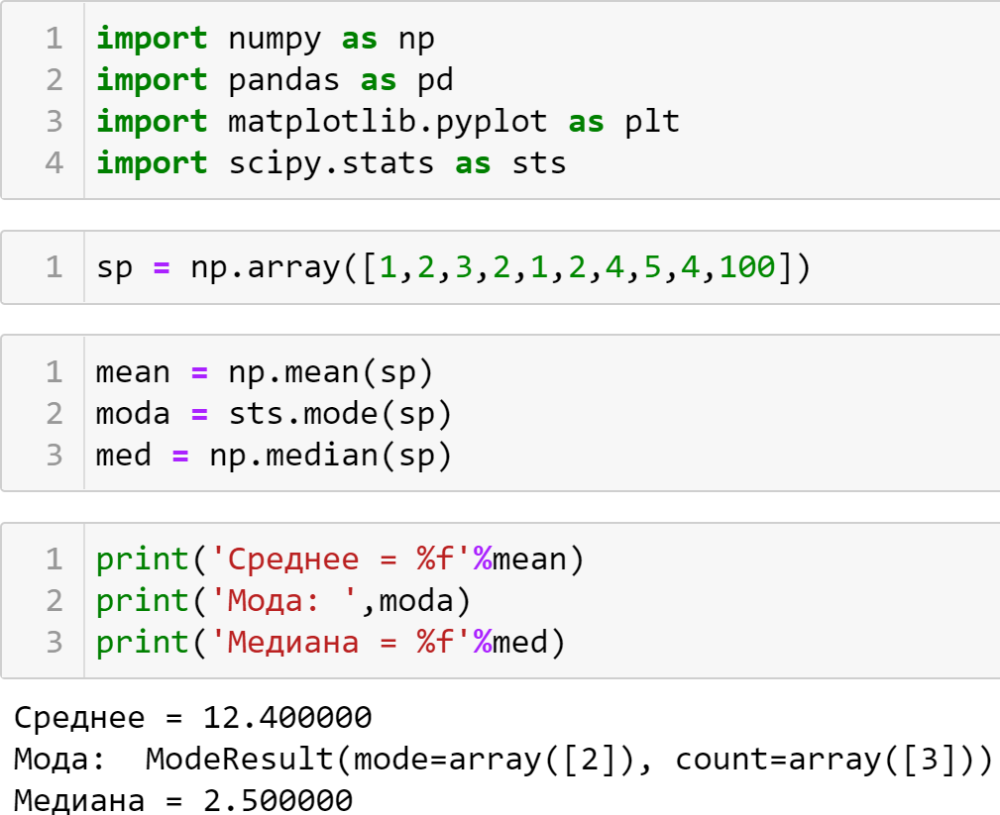 1 import numpy as np
2 import pandas as pd
3 import matplotlib.pyplot as plt
4 import scipy.stats as sts
1 sp = np.array([1,2,3,2,1,2,4,5,4,100])
1 mean = np.mean(sp)
2 moda = sts.mode(sp)
3 med = np.median(sp)
1 print('Среднее = %f'%mean)
2 print('Мода: ',moda)
3 print('Медиана = %f'%med)
Среднее = 12.400000
Мода:  ModeResult(mode=array([2]), count=array([3]))
Медиана = 2.500000